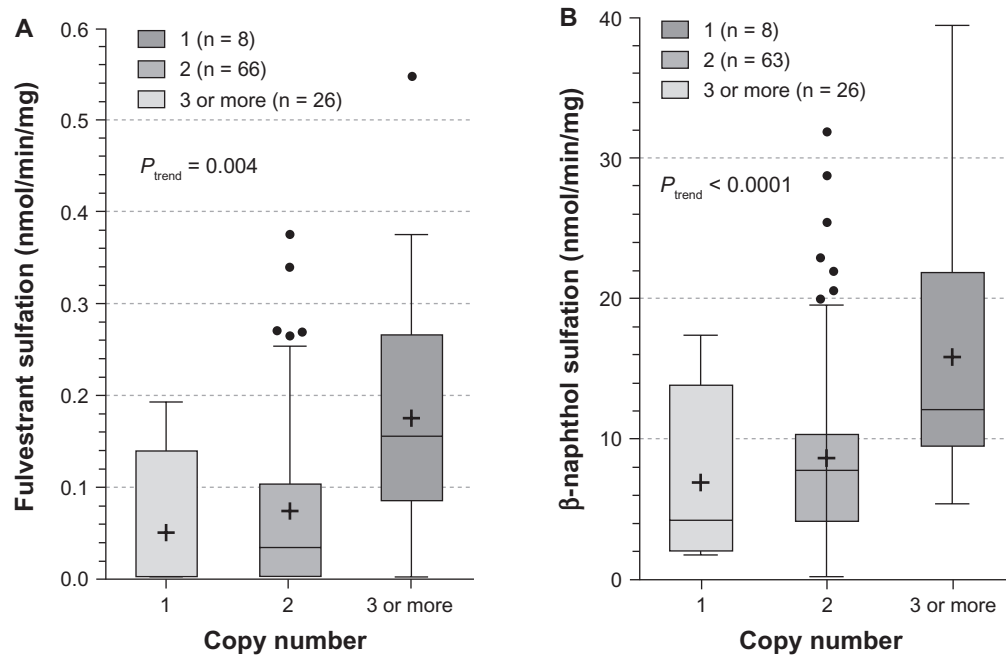 A
Fulvestrant sulfation (nmol/min/mg)
0.6
0.5
0.4
0.3
0.2
0.1
0.0
1 (n = 8)
2 (n = 66)
3 or more (n = 26)
Ptrend = 0.004
1 2 3 or more
Copy number
B
β-naphthol sulfation (nmol/min/mg)
40
30
20
10
0
1 (n = 8)
2 (n = 63)
3 or more (n = 26)
Ptrend < 0.0001
1 2 3 or more
Copy number